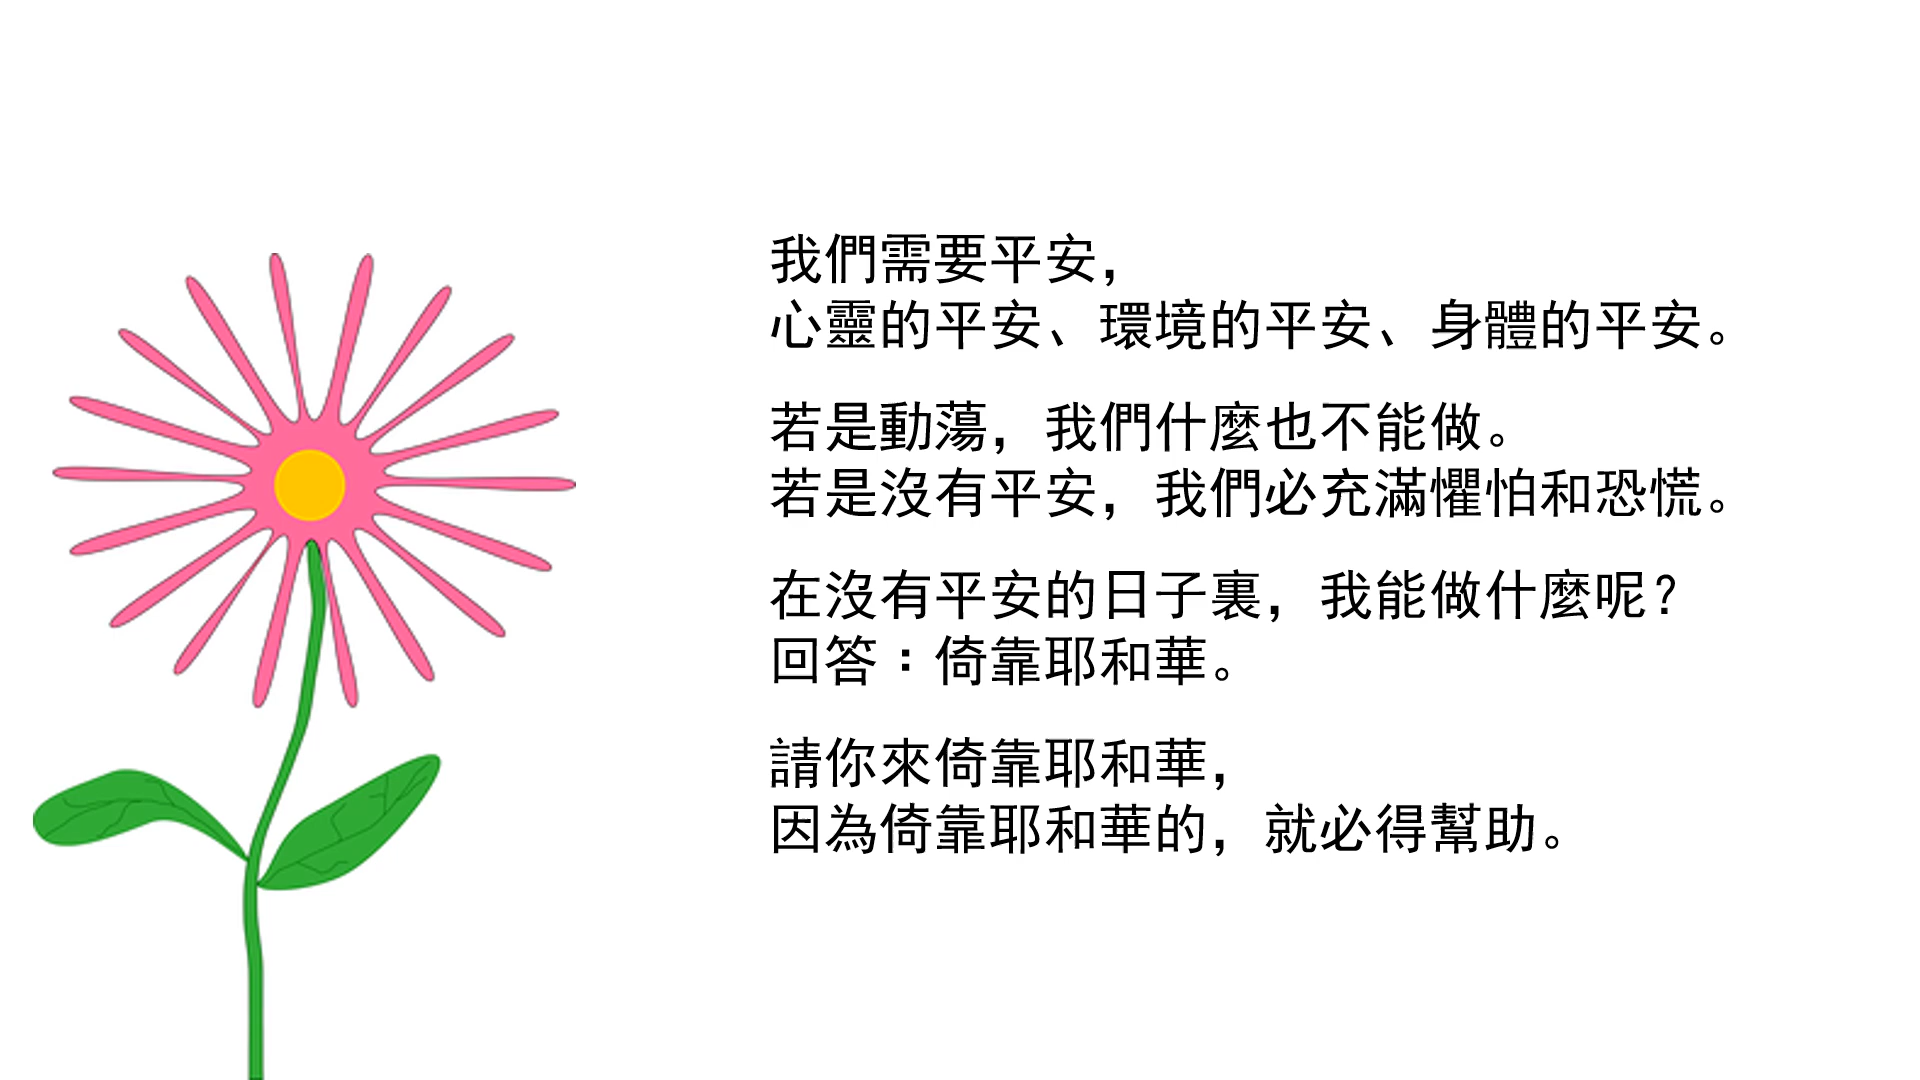 我們需要平安，
心靈的平安、環境的平安、身體的平安。
若是動蕩，我們什麼也不能做。
若是沒有平安，我們必充滿懼怕和恐慌。
在沒有平安的日子裏，我能做什麼呢？
回答：倚靠耶和華。
請你來倚靠耶和華，
因為倚靠耶和華的，就必得幫助。